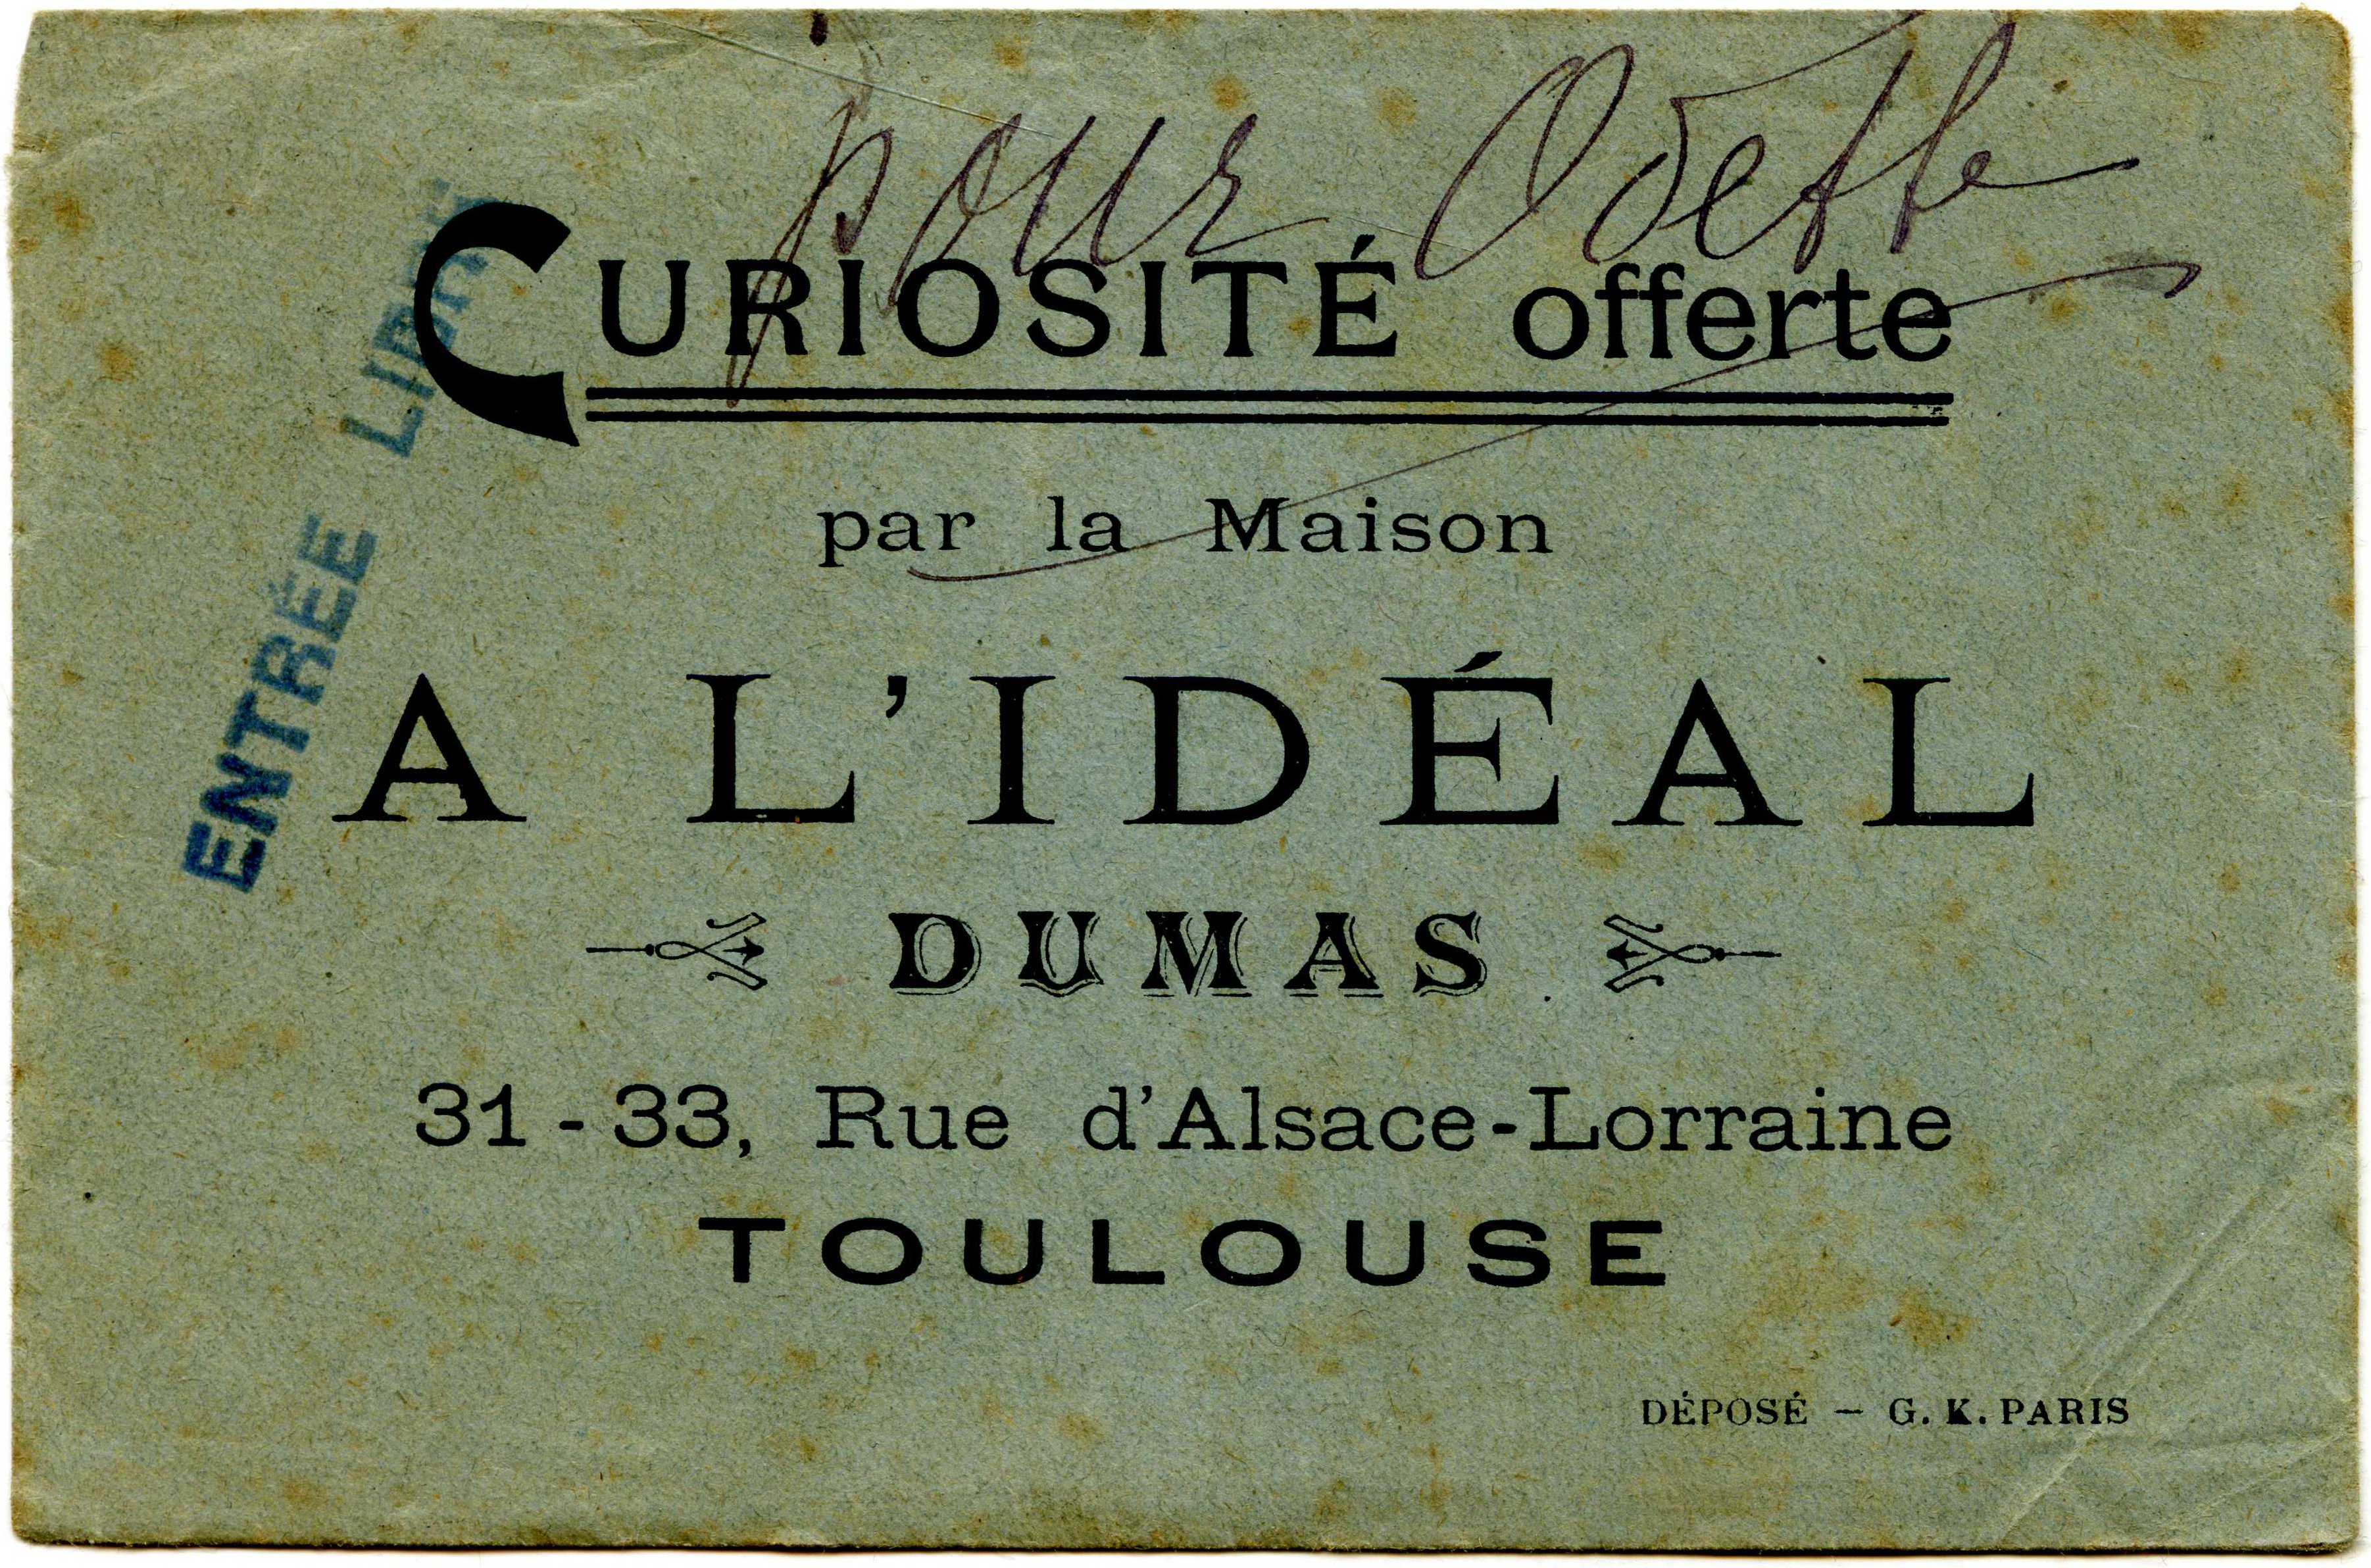 pour Odette
CURIOSITÉ offerte
par la Maison
A L'IDÉAL
DUMAS
31-33, Rue d'Alsace-Lorraine
TOULOUSE
DÉPOSÉ — G. K. PARIS
ENTRÉE LIBRE